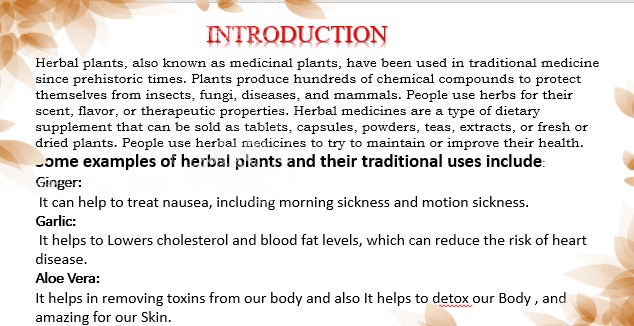 INTRODUCTION
Herbal plants, also known as medicinal plants, have been used in traditional medicine
since prehistoric times. Plants produce hundreds of chemical compounds to protect
themselves from insects, fungi, diseases, and mammals. People use herbs for their
scent, flavor, or therapeutic properties. Herbal medicines are a type of dietary
supplement that can be sold as tablets, capsules, powders, teas, extracts, or fresh or
dried plants. People use herbal medicines to try to maintain or improve their health.
Some examples of herbal plants and their traditional uses include:
Ginger:
It can help to treat nausea, including morning sickness and motion sickness.
Garlic:
It helps to Lowers cholesterol and blood fat levels, which can reduce the risk of heart
disease.
Aloe Vera:
It helps in removing toxins from our body and also It helps to detox our Body , and
amazing for our Skin.